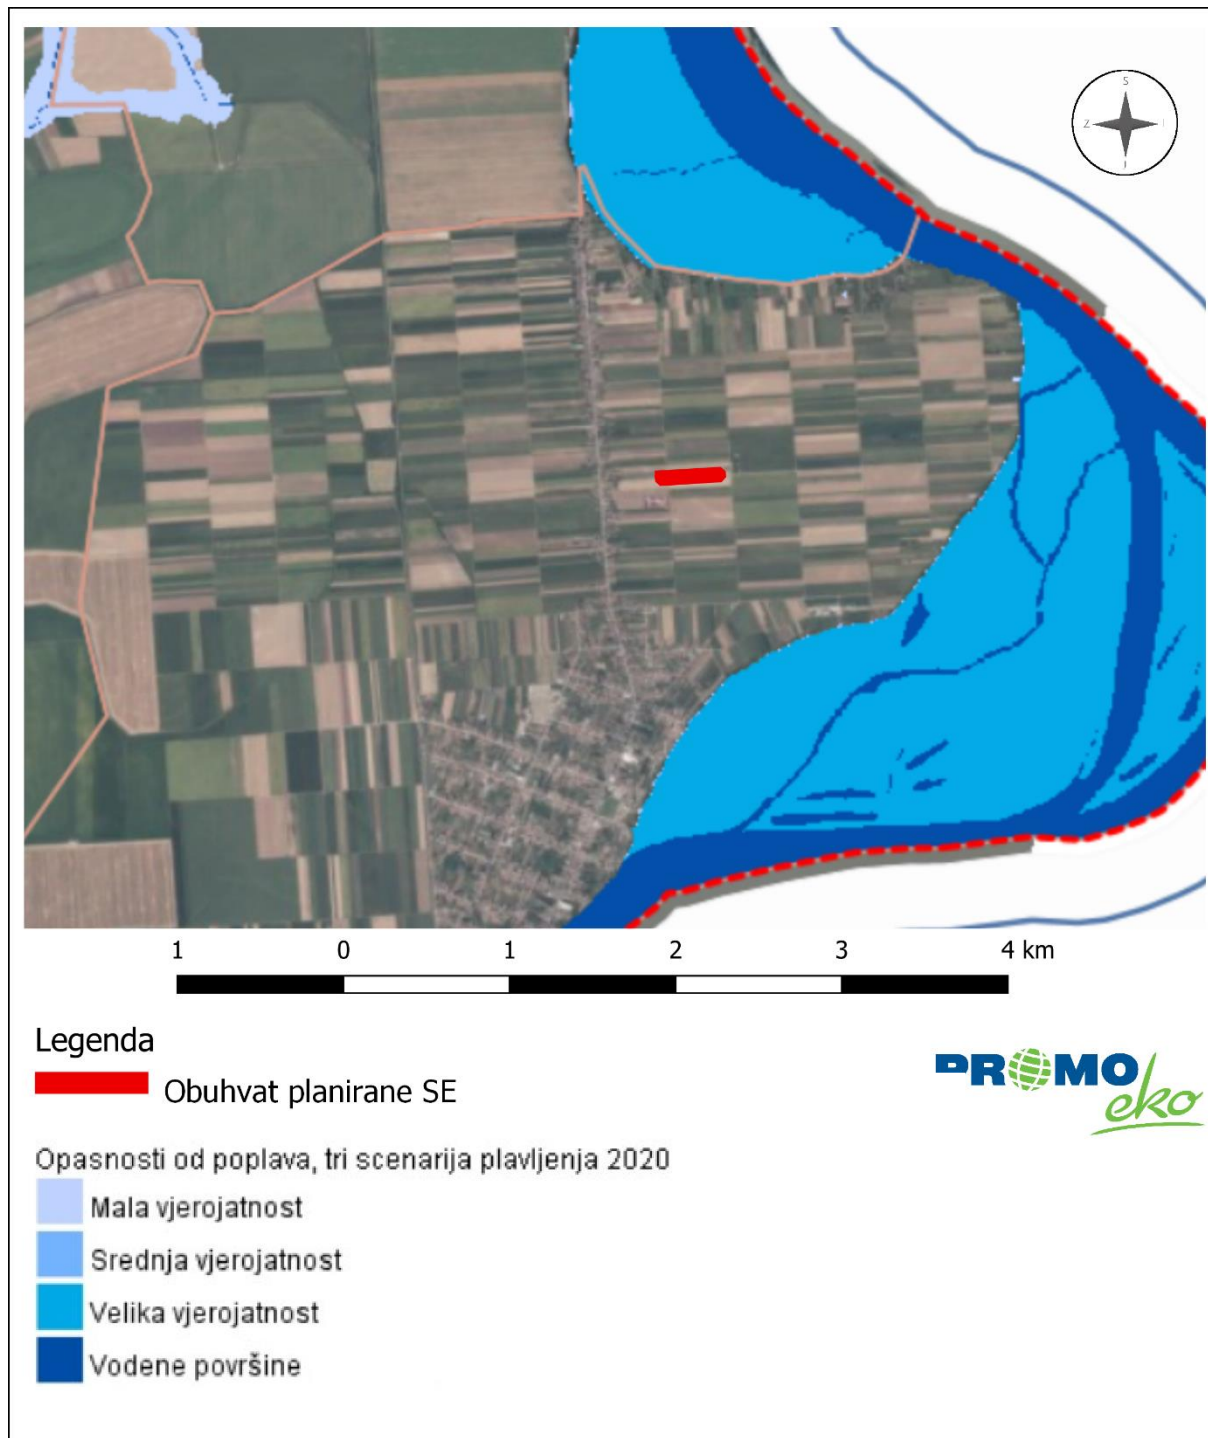 S
Z I
J
1 0 1 2 3 4 km
Legenda
Obuhvat planirane SE
PROMO
eko
Opasnosti od poplava, tri scenarija plavljenja 2020
Mala vjerojatnost
Srednja vjerojatnost
Velika vjerojatnost
Vodene površine